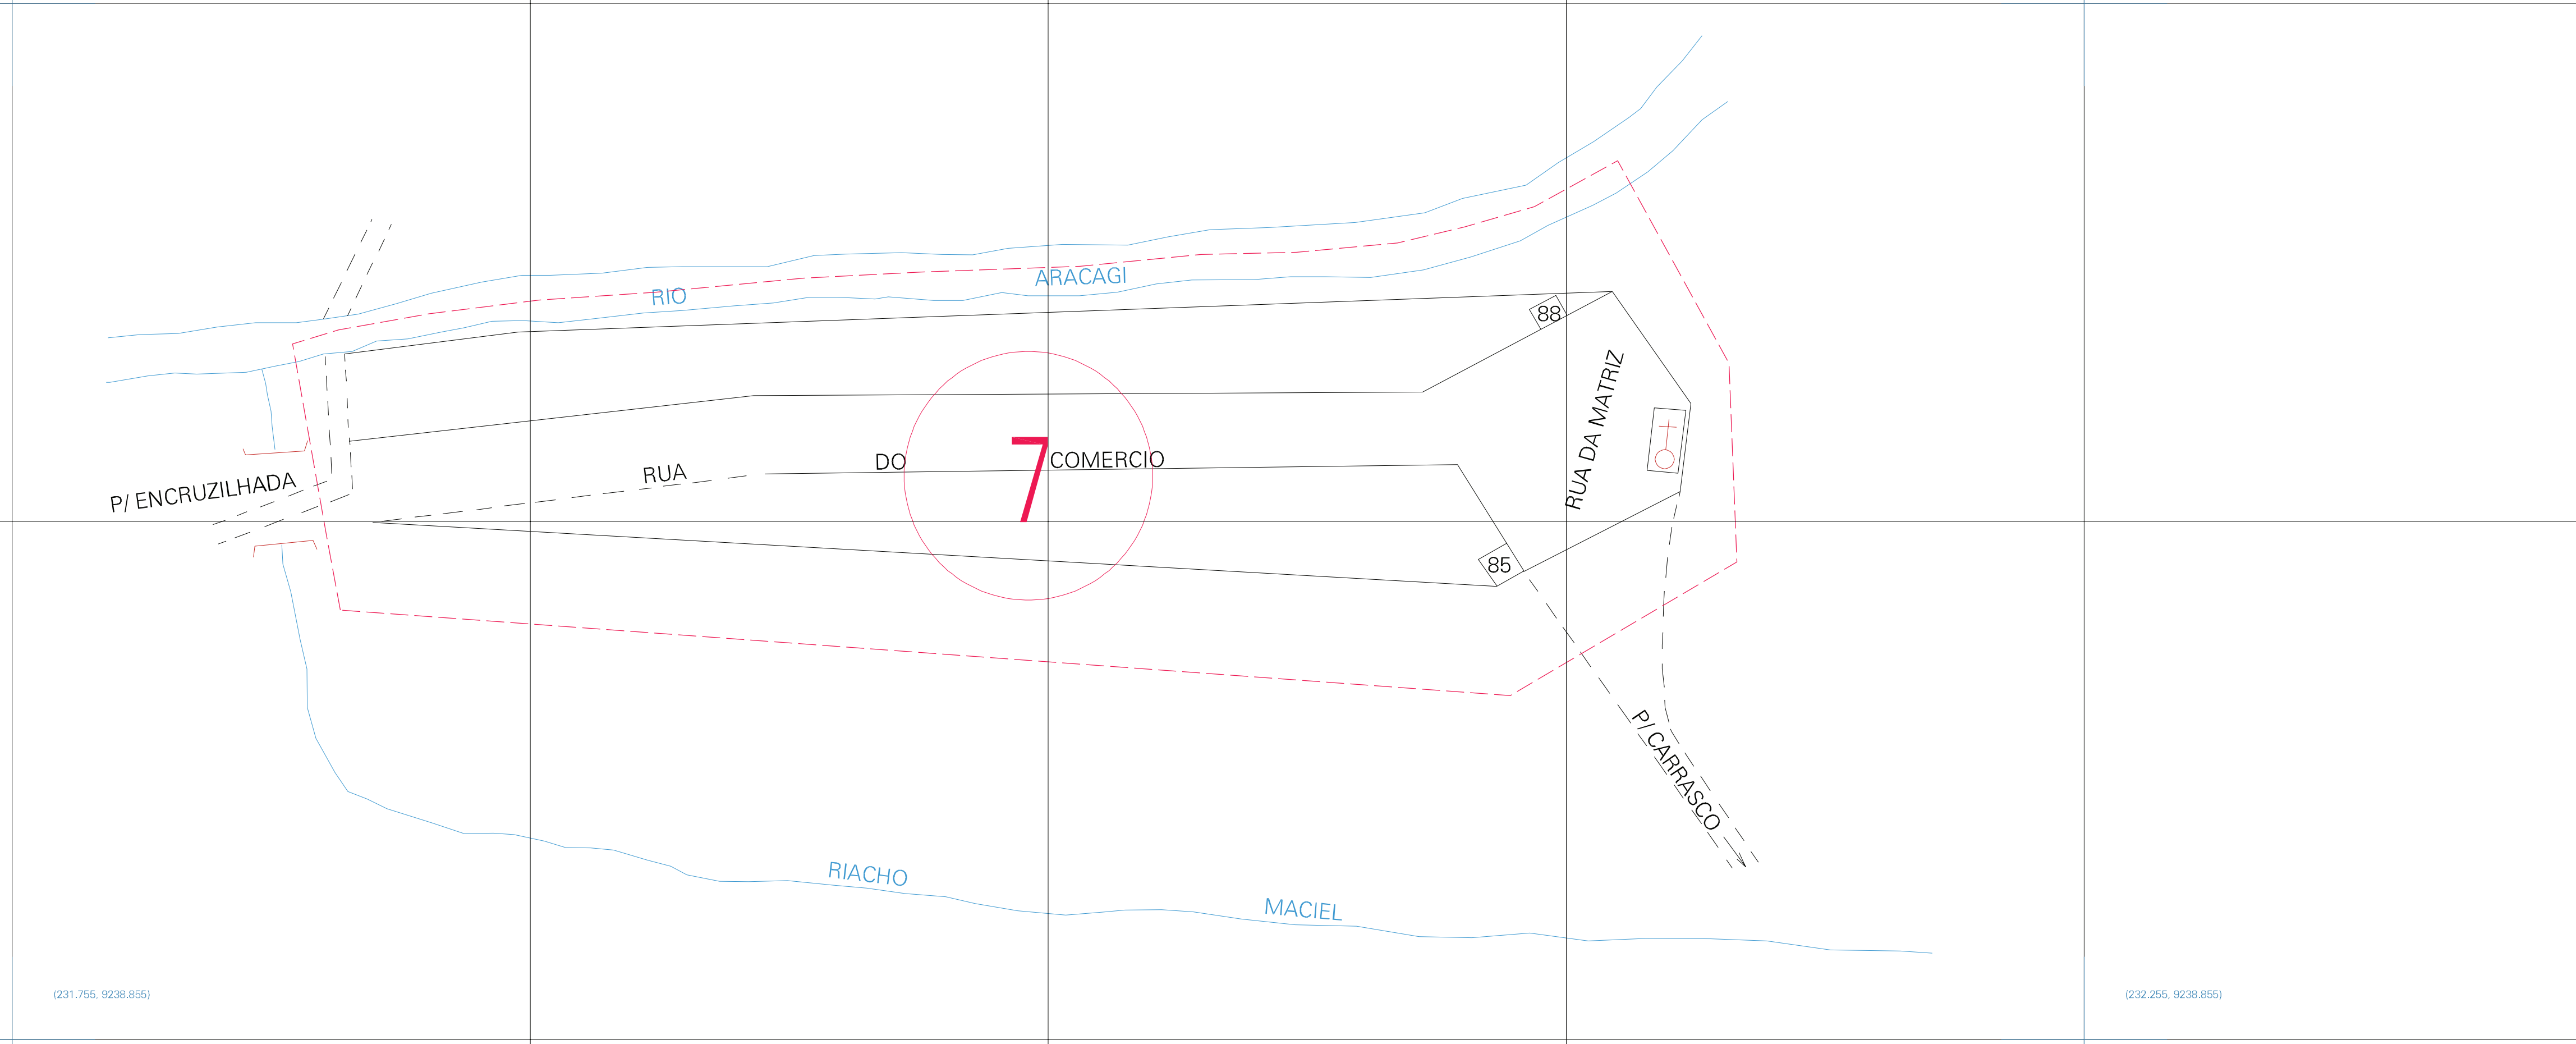 RIO ARACAGI
88
RUA DA MATRIZ
7
RUA DO COMERCIO
P/ ENCRUZILHADA
85
P/ CARRASCO
RIACHO MACIEL
(231.755, 9238.855)
(232.255, 9238.855)